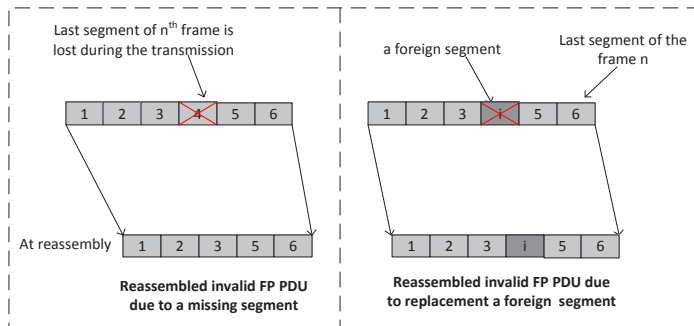 Last segment of nth frame is
lost during the transmission
1 2 3 4 5 6
At reassembly
1 2 3 5 6
Reassembled invalid FP PDU
due to a missing segment
a foreign segment
Last segment of the
frame n
1 2 3 i 5 6
1 2 3 i 5 6
Reassembled invalid FP PDU due
to replacement a foreign segment